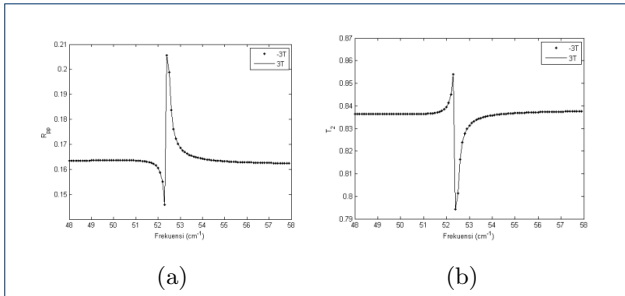 0.21
0.2
0.19
0.18
0.17
0.16
0.15
R_pp
48 49 50 51 52 53 54 55 56 57 58
Frekuensi (cm⁻¹)
-3T
3T
(a)
0.87
0.86
0.85
0.84
0.83
0.82
0.81
0.8
0.79
T_2
48 49 50 51 52 53 54 55 56 57 58
Frekuensi (cm⁻¹)
-3T
3T
(b)